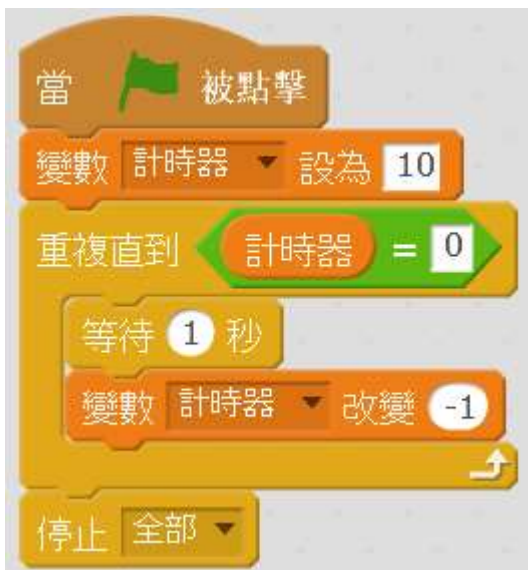 當 被點擊
變數 計時器 設為 10
重複直到 計時器 = 0
等待 1 秒
變數 計時器 改變 -1
停止 全部